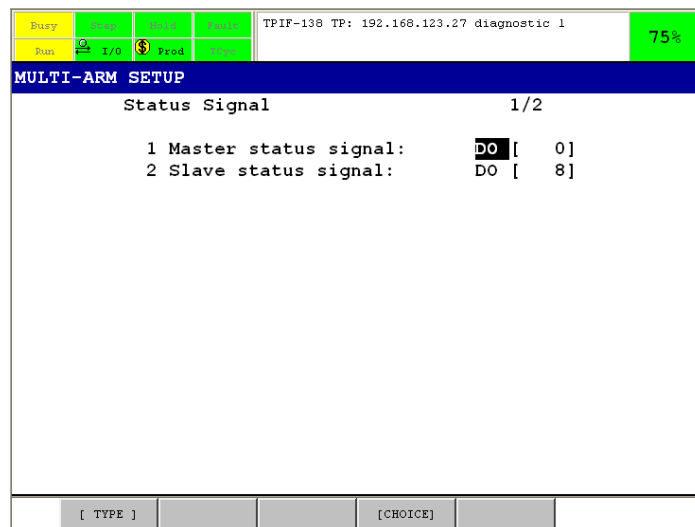 Busy Step Hold Fault
TPIF-138 TP: 192.168.123.27 diagnostic 1
75%
Run I/O Prod TCyc
MULTI-ARM SETUP
Status Signal 1/2
1 Master status signal: DO [ 0]
2 Slave status signal: DO [ 8]
[ TYPE ] [CHOICE]